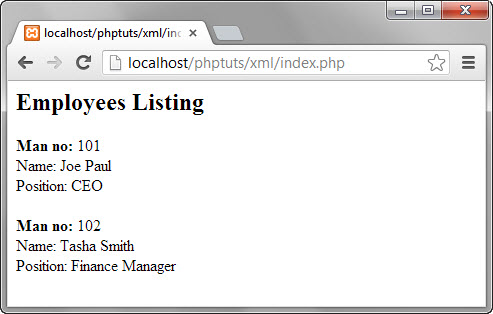 localhost/phptuts/xml/inc
localhost/phptuts/xml/index.php
Employees Listing
Man no: 101
Name: Joe Paul
Position: CEO
Man no: 102
Name: Tasha Smith
Position: Finance Manager